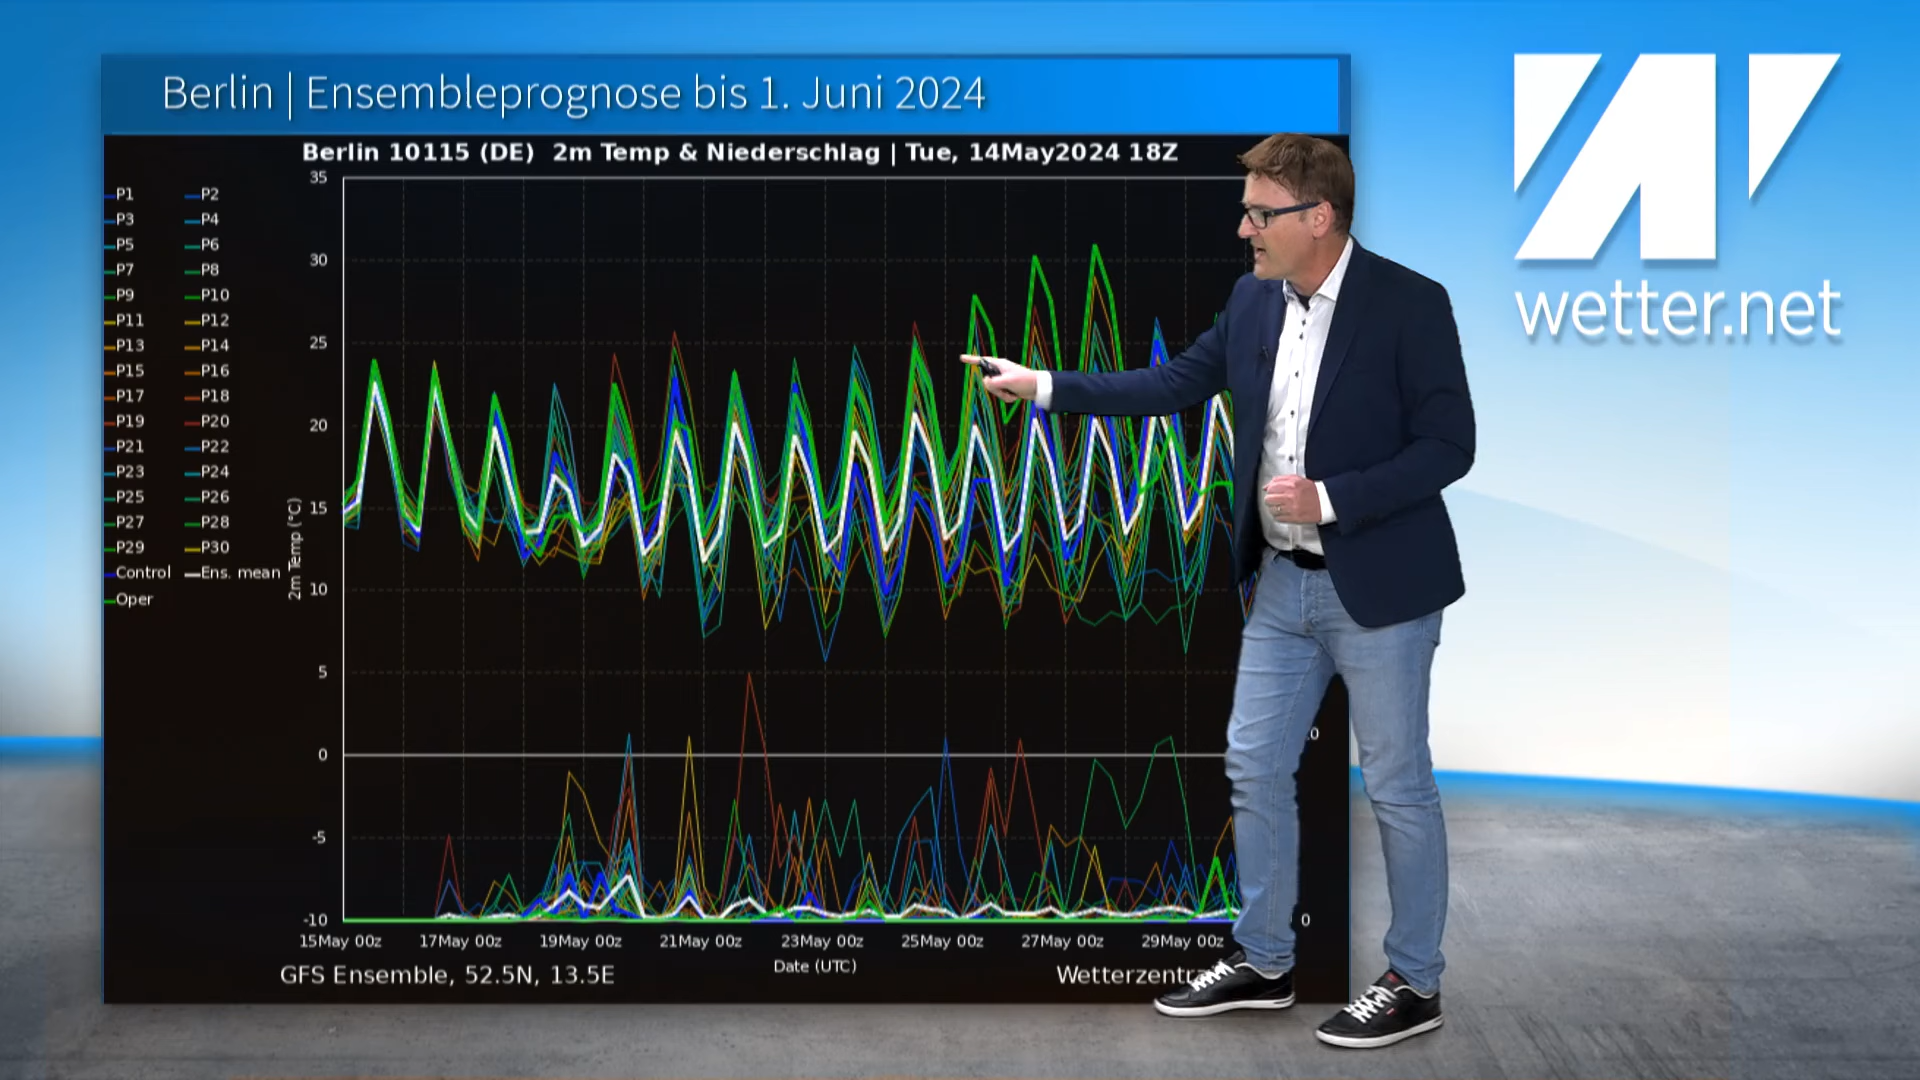 Berlin | Ensembleprognose bis 1. Juni 2024
Berlin 10115 (DE) 2m Temp & Niederschlag | Tue, 14May2024 18Z
P1 P2
P3 P4
P5 P6
P7 P8
P9 P10
P11 P12
P13 P14
P15 P16
P17 P18
P19 P20
P21 P22
P23 P24
P25 P26
P27 P28
P29 P30
Control Ens. mean
Oper
2m Temp (°C)
35
30
25
20
15
10
5
0
-5
-10
0
15May 00z 17May 00z 19May 00z 21May 00z 23May 00z 25May 00z 27May 00z 29May 00z
Date (UTC)
GFS Ensemble, 52.5N, 13.5E
Wetterzentra
wetter.net